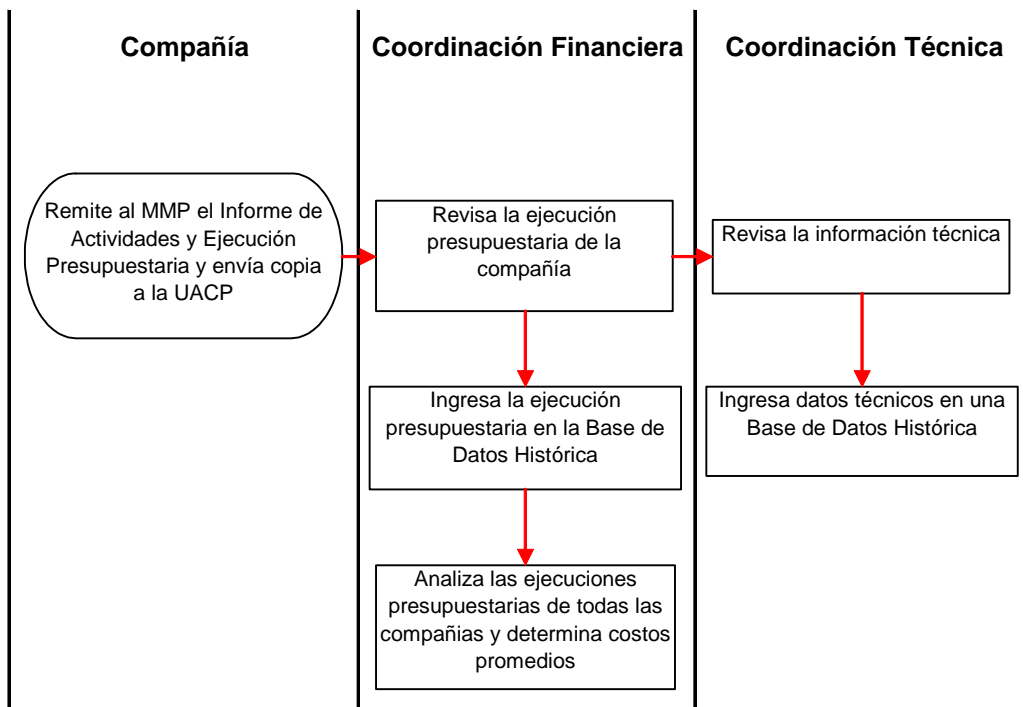 Compañía
Coordinación Financiera
Coordinación Técnica
Remite al MMP el Informe de
Actividades y Ejecución
Presupuestaria y envía copia
a la UACP
Revisa la ejecución
presupuestaria de la
compañía
Revisa la información técnica
Ingresa la ejecución
presupuestaria en la Base de
Datos Histórica
Ingresa datos técnicos en una
Base de Datos Histórica
Analiza las ejecuciones
presupuestarias de todas las
compañias y determina costos
promedios